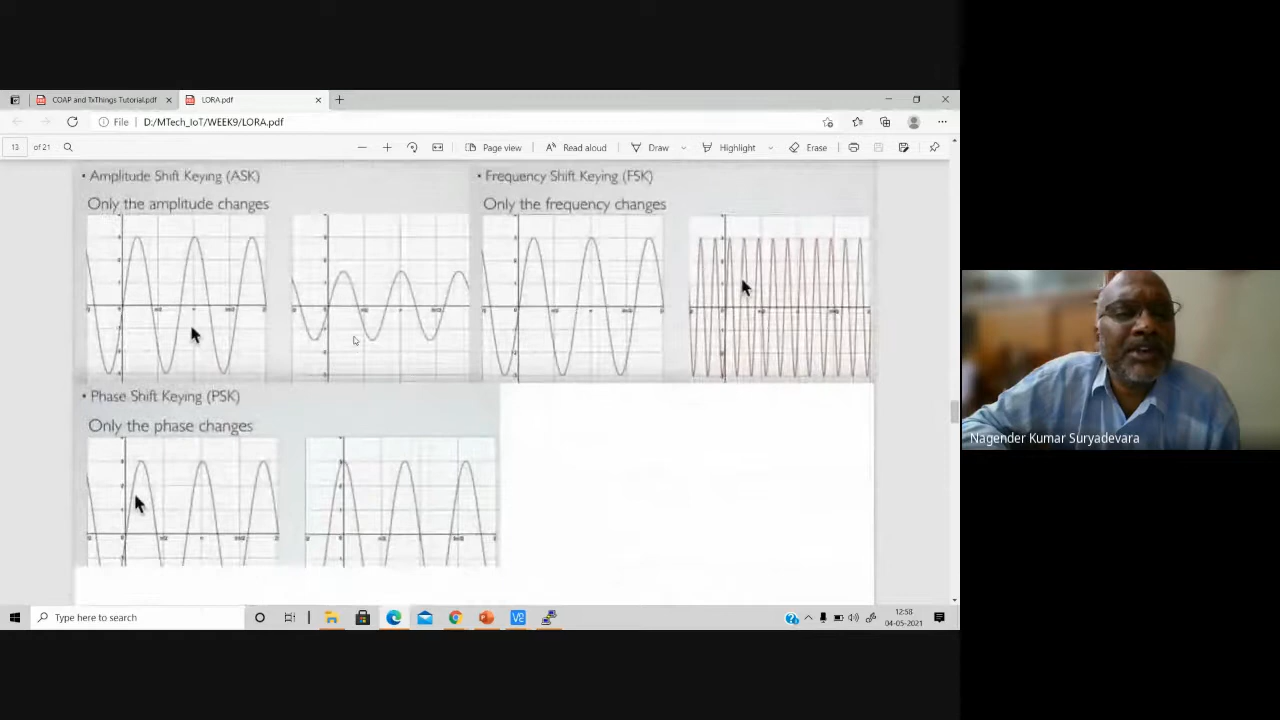 COAP and TxThings Tutorial.pdf
LORA.pdf
File
D:/MTech_IoT/WEEK9/LORA.pdf
13 of 21
Page view
Read aloud
Draw
Highlight
Erase
• Amplitude Shift Keying (ASK)
Only the amplitude changes
• Frequency Shift Keying (FSK)
Only the frequency changes
• Phase Shift Keying (PSK)
Only the phase changes
Nagender Kumar Suryadevara
Type here to search
12:58
04-05-2021